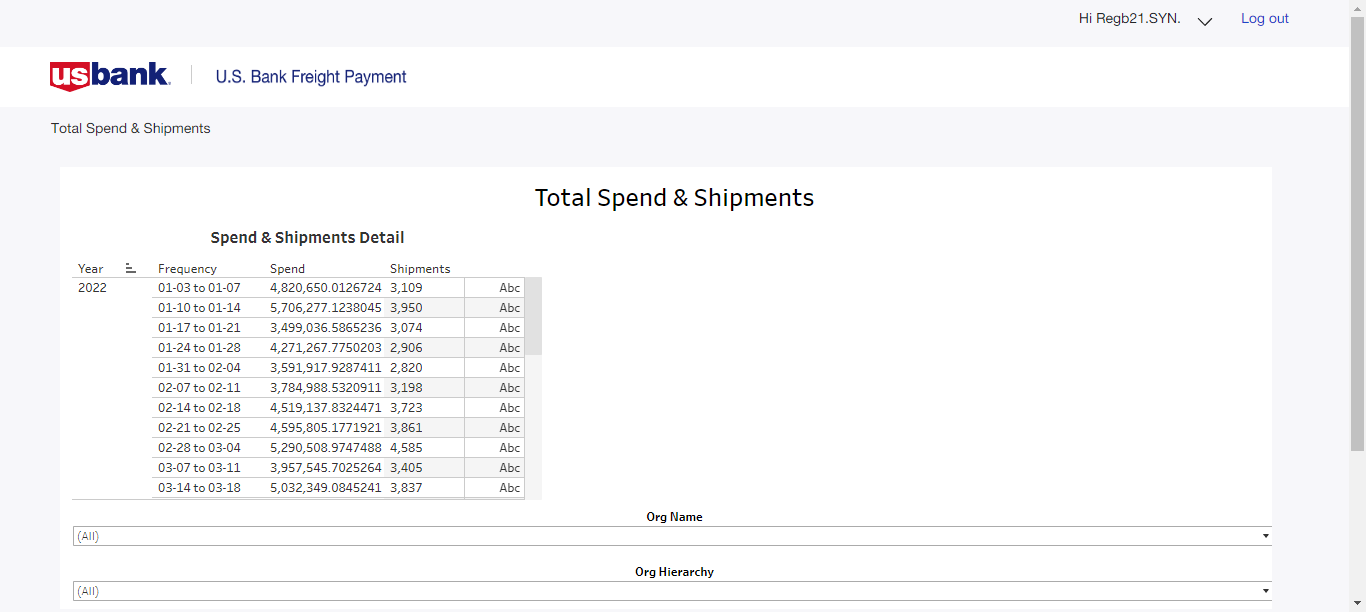 Hi Regb21.SYN. Log out
usbank. U.S. Bank Freight Payment
Total Spend & Shipments
Total Spend & Shipments
Spend & Shipments Detail
Year Frequency Spend Shipments
2022 01-03 to 01-07 4,820,650.0126724 3,109 Abc
01-10 to 01-14 5,706,277.1238045 3,950 Abc
01-17 to 01-21 3,499,036.5865236 3,074 Abc
01-24 to 01-28 4,271,267.7750203 2,906 Abc
01-31 to 02-04 3,591,917.9287411 2,820 Abc
02-07 to 02-11 3,784,988.5320911 3,198 Abc
02-14 to 02-18 4,519,137.8324471 3,723 Abc
02-21 to 02-25 4,595,805.1771921 3,861 Abc
02-28 to 03-04 5,290,508.9747488 4,585 Abc
03-07 to 03-11 3,957,545.7025264 3,405 Abc
03-14 to 03-18 5,032,349.0845241 3,837 Abc
Org Name
(All)
Org Hierarchy
(All)